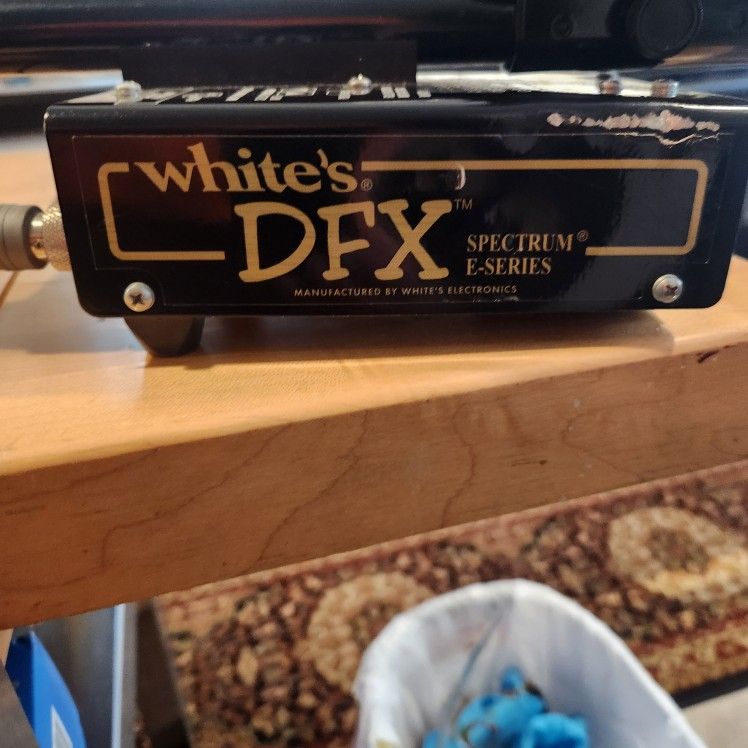 white's®
DFX™
SPECTRUM®
E-SERIES
MANUFACTURED BY WHITE'S ELECTRONICS